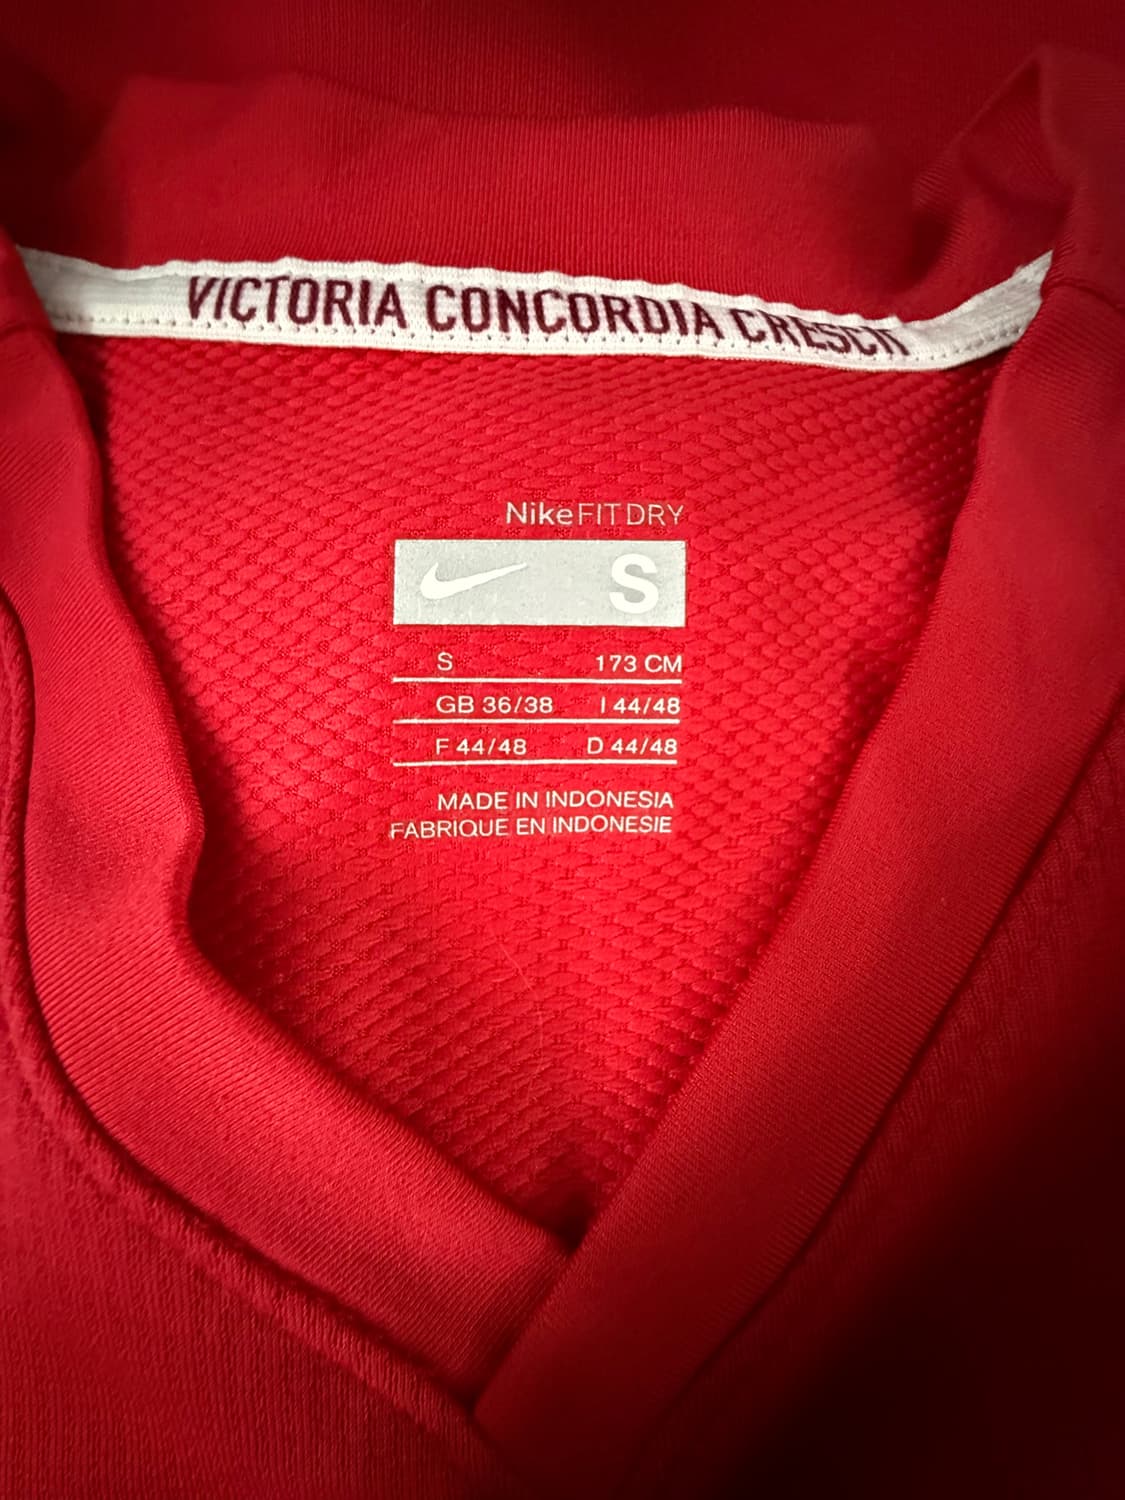 VICTORIA CONCORDIA CRESCIT
NikeFITDRY
S
S 173 CM
GB 36/38 I 44/48
F 44/48 D 44/48
MADE IN INDONESIA
FABRIQUE EN INDONESIE